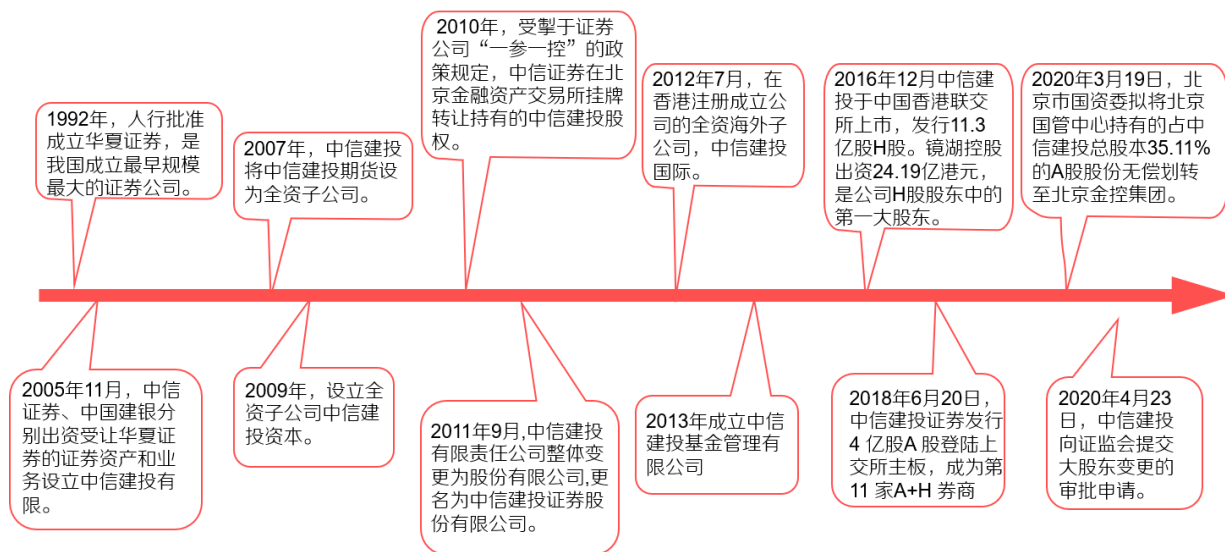 1992年，人行批准
成立华夏证券，是
我国成立最早规模
最大的证券公司。
2005年11月，中信
证券、中国建银分
别出资受让华夏证
券的证券资产和业
务设立中信建投有
限。
2007年，中信建投
将中信建投期货设
为全资子公司。
2009年，设立全
资子公司中信建
投资本。
2010年，受掣于证券
公司“一参一控”的政
策规定，中信证券在北
京金融资产交易所挂牌
转让持有的中信建投股
权。
2011年9月,中信建投
有限责任公司整体变
更为股份有限公司,更
名为中信建投证券股
份有限公司。
2012年7月，在
香港注册成立公
司的全资海外子
公司，中信建投
国际。
2013年成立中信
建投基金管理有
限公司
2016年12月中信建
投于中国香港联交
所上市，发行11.3
亿股H股。镜湖控股
出资24.19亿港元，
是公司H股股东中的
第一大股东。
2018年6月20日，
中信建投证券发行
4 亿股A 股登陆上
交所主板，成为第
11 家A+H 券商
2020年3月19日，北
京市国资委拟将北京
国管中心持有的占中
信建投总股本35.11%
的A股股份无偿划转
至北京金控集团。
2020年4月23
日，中信建投
向证监会提交
大股东变更的
审批申请。